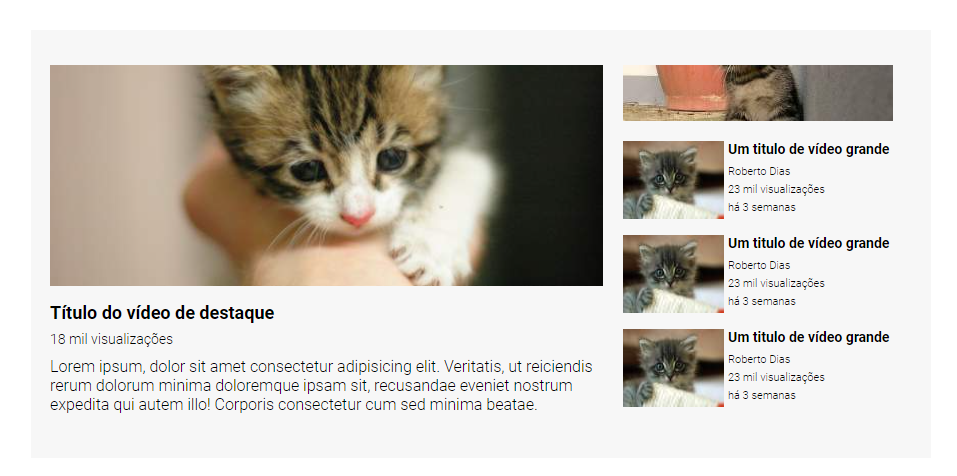 Título do vídeo de destaque
18 mil visualizações
Lorem ipsum, dolor sit amet consectetur adipisicing elit. Veritatis, ut reiciendis
rerum dolorum minima doloremque ipsam sit, recusandae eveniet nostrum
expedita qui autem illo! Corporis consectetur cum sed minima beatae.
Um titulo de vídeo grande
Roberto Dias
23 mil visualizações
há 3 semanas
Um titulo de vídeo grande
Roberto Dias
23 mil visualizações
há 3 semanas
Um titulo de vídeo grande
Roberto Dias
23 mil visualizações
há 3 semanas